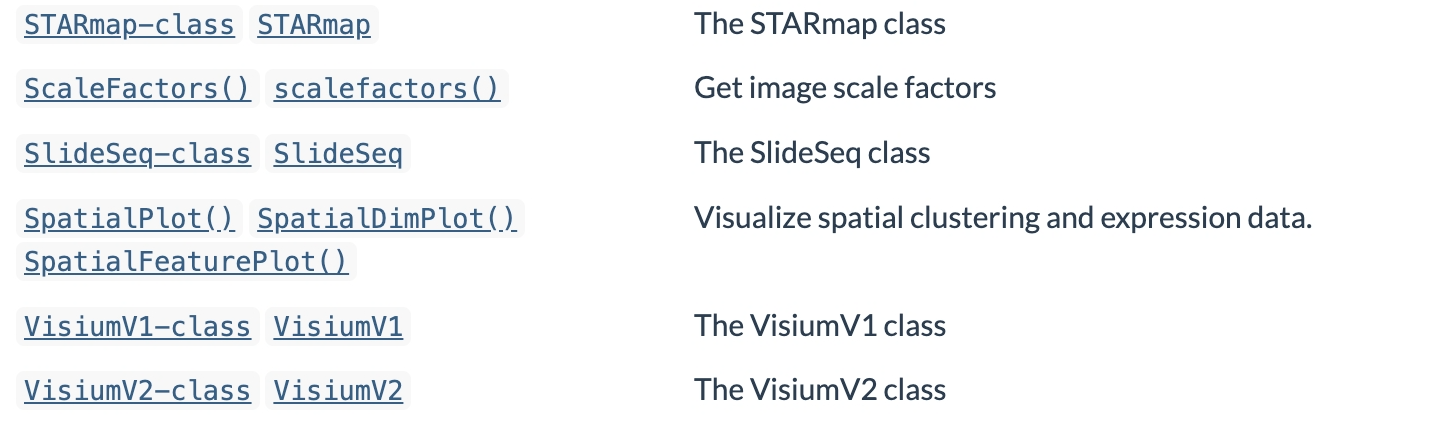 STARmap-class STARmap The STARmap class
ScaleFactors() scalefactors() Get image scale factors
SlideSeq-class SlideSeq The SlideSeq class
SpatialPlot() SpatialDimPlot() Visualize spatial clustering and expression data.
SpatialFeaturePlot()
VisiumV1-class VisiumV1 The VisiumV1 class
VisiumV2-class VisiumV2 The VisiumV2 class